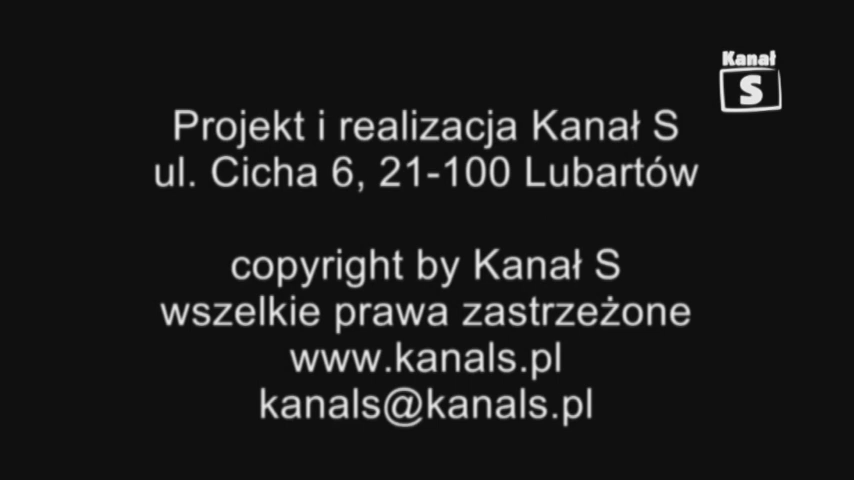 Kanał
S
Projekt i realizacja Kanał S
ul. Cicha 6, 21-100 Lubartów
copyright by Kanał S
wszelkie prawa zastrzeżone
www.kanals.pl
kanals@kanals.pl